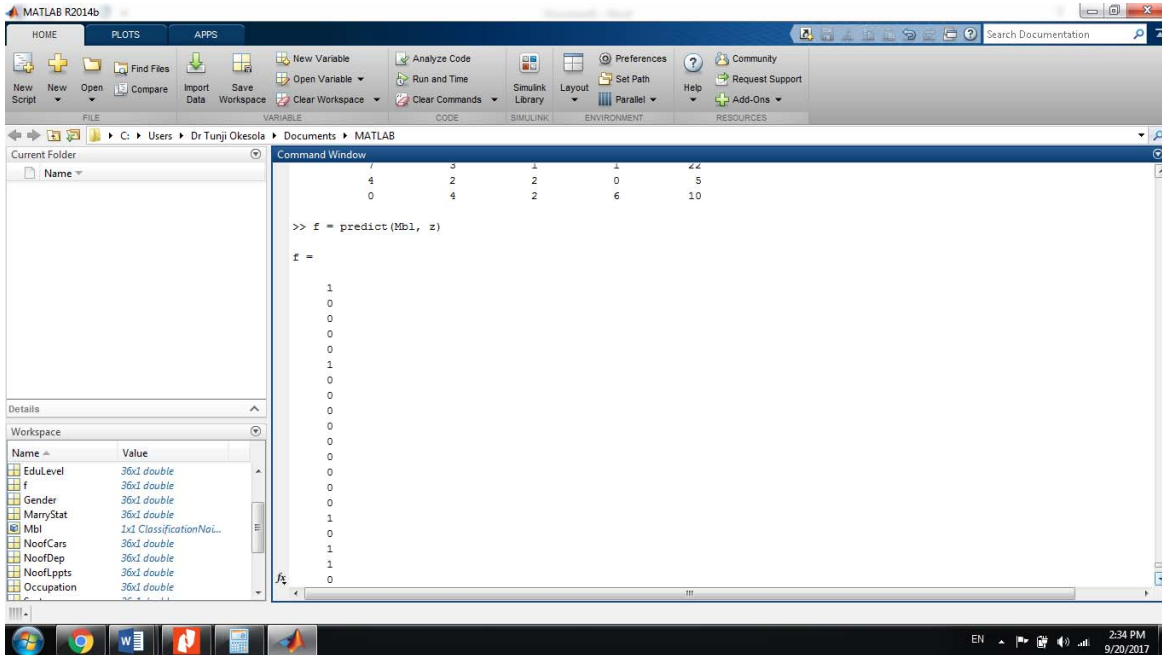 MATLAB R2014b
HOME PLOTS APPS
Search Documentation
New Script
New
Open
Find Files
Compare
Import Data
Save Workspace
New Variable
Open Variable
Clear Workspace
Analyze Code
Run and Time
Clear Commands
Simulink Library
Layout
Preferences
Set Path
Parallel
Help
Community
Request Support
Add-Ons
FILE VARIABLE CODE SIMULINK ENVIRONMENT RESOURCES
C: Users Dr Tunji Okesola Documents MATLAB
Current Folder
Name
Details
Workspace
Name Value
EduLevel 36x1 double
f 36x1 double
Gender 36x1 double
MarryStat 36x1 double
Mbl 1x1 ClassificationNai...
NoofCars 36x1 double
NoofDep 36x1 double
NoofLppts 36x1 double
Occupation 36x1 double
Command Window
7 3 1 1 22
4 2 2 0 5
0 4 2 6 10
>> f = predict(Mbl, z)
f =
1
0
0
0
0
1
0
0
0
0
0
0
0
0
0
1
0
1
1
0
fx
EN
2:34 PM
9/20/2017